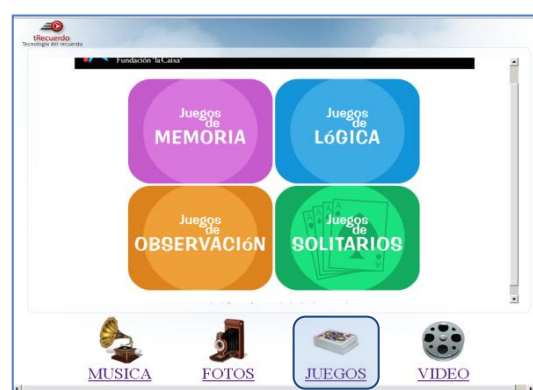 tRecuerdo
Tecnología del recuerdo
Fundación "la Caixa"
Juegos
de
MEMORIA
Juegos
de
LóGICA
Juegos
de
OBSERVACIóN
Juegos
de
SOLITARIOS
MUSICA
FOTOS
JUEGOS
VIDEO